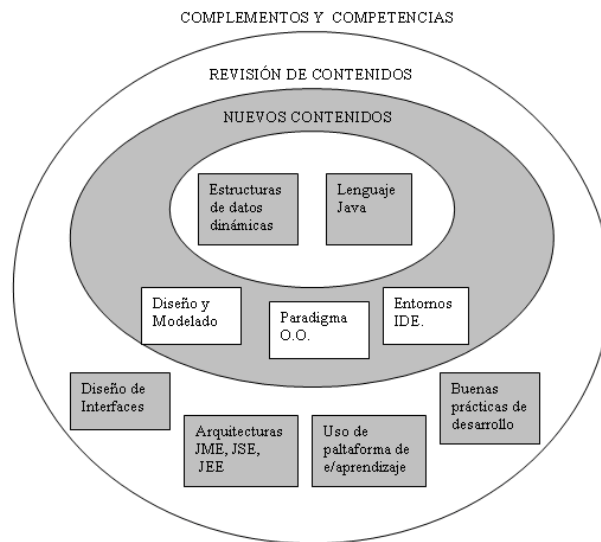 COMPLEMENTOS Y COMPETENCIAS
REVISIÓN DE CONTENIDOS
NUEVOS CONTENIDOS
Estructuras
de datos
dinámicas
Lenguaje
Java
Diseño y
Modelado
Paradigma
O.O.
Entornos
IDE.
Diseño de
Interfaces
Arquitecturas
JME, JSE,
JEE
Uso de
paltaforma de
e/aprendizaje
Buenas
prácticas de
desarrollo